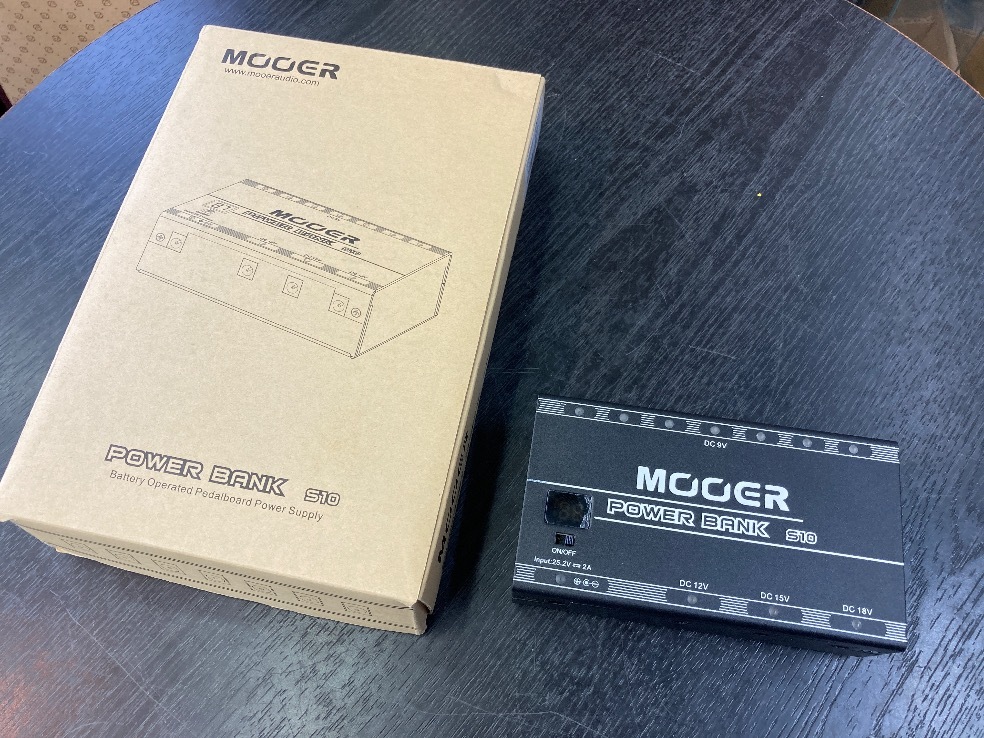 MOOER
www.mooeraudio.com
MOOER
POWER BANK S10
Battery Operated Pedalboard Power Supply
DC 9V
MOOER
POWER BANK S10
ON/OFF
Input:25.2V⎓2A
DC 12V
DC 15V
DC 18V